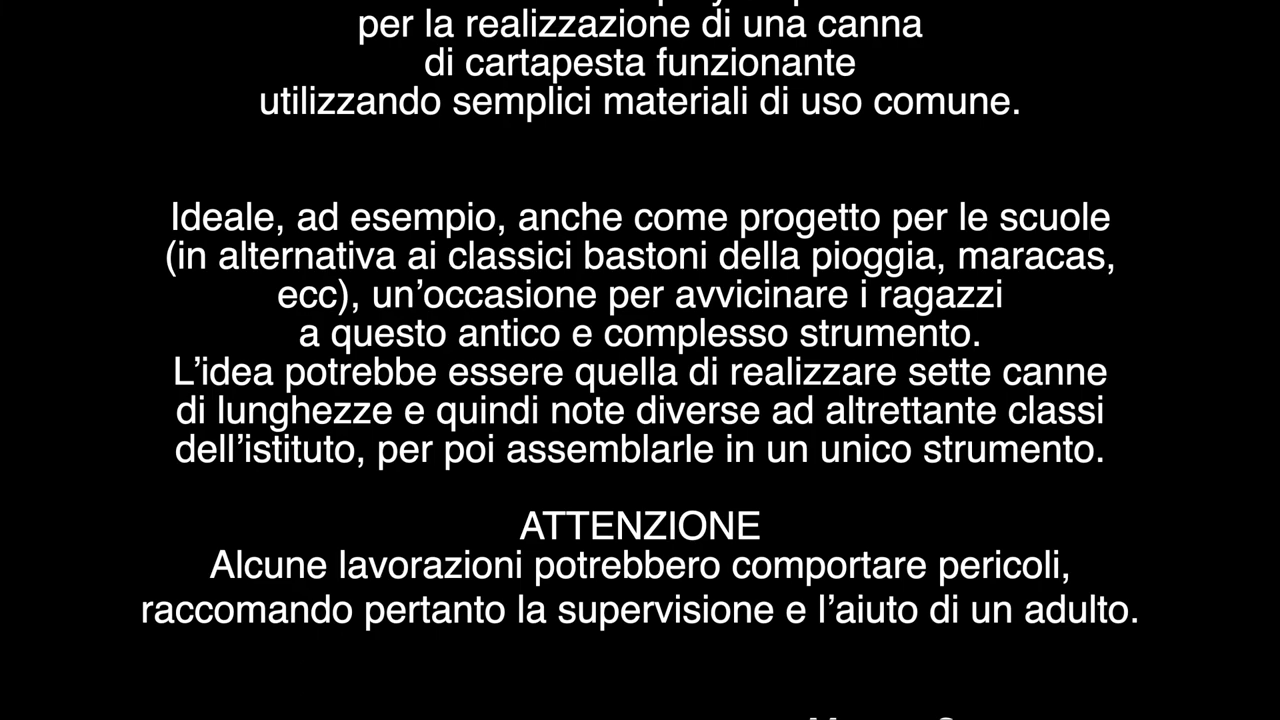 per la realizzazione di una canna
di cartapesta funzionante
utilizzando semplici materiali di uso comune.
Ideale, ad esempio, anche come progetto per le scuole
(in alternativa ai classici bastoni della pioggia, maracas,
ecc), un’occasione per avvicinare i ragazzi
a questo antico e complesso strumento.
L’idea potrebbe essere quella di realizzare sette canne
di lunghezze e quindi note diverse ad altrettante classi
dell’istituto, per poi assemblarle in un unico strumento.
ATTENZIONE
Alcune lavorazioni potrebbero comportare pericoli,
raccomando pertanto la supervisione e l’aiuto di un adulto.